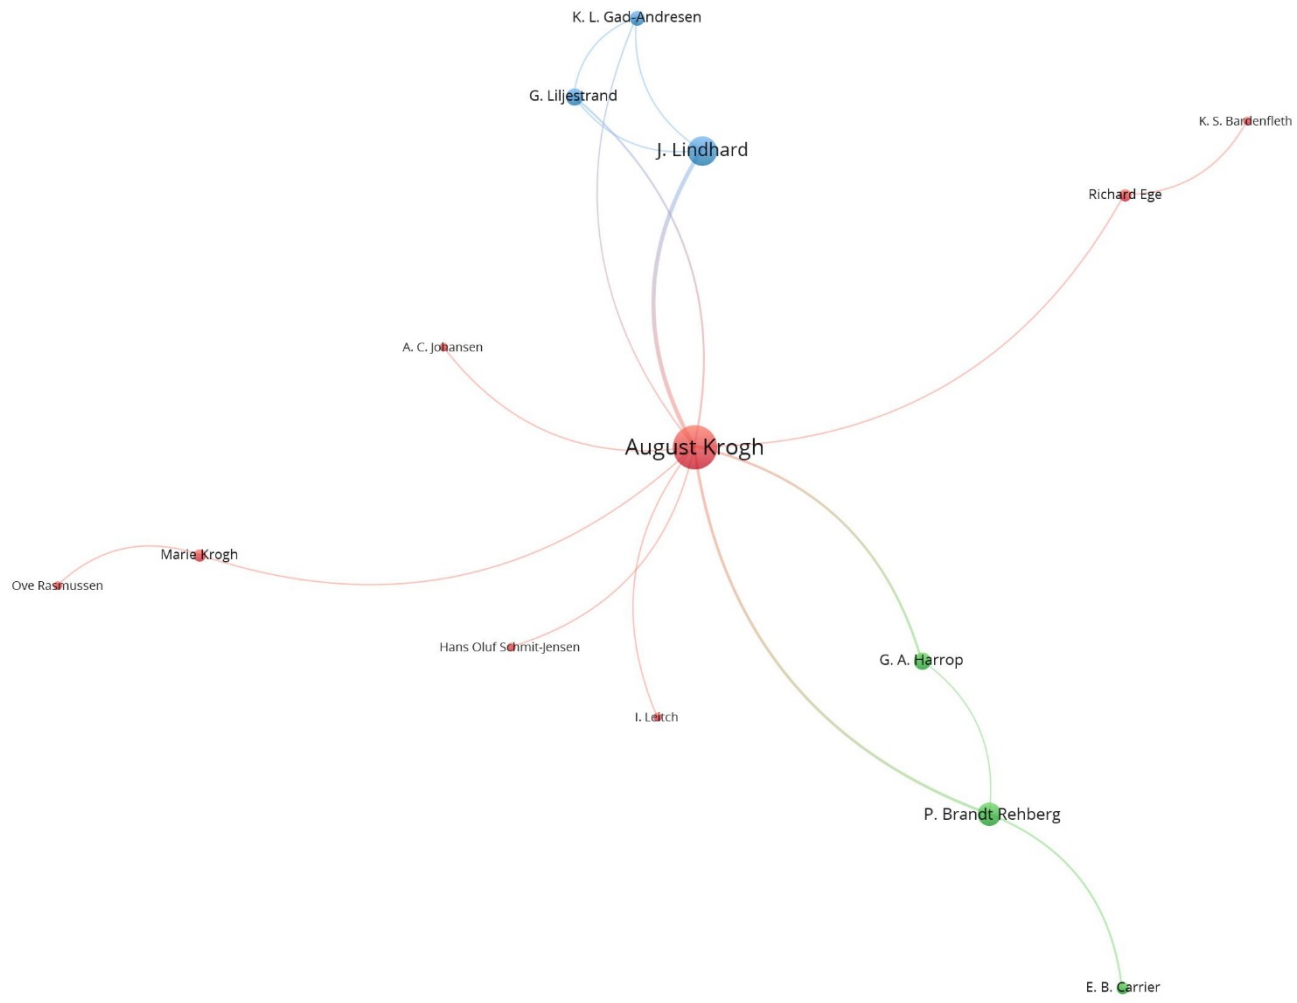 K. L. Gad-Andresen
G. Liljestrand
K. S. Bardenfleth
J. Lindhard
Richard Ege
A. C. Johansen
August Krogh
Marie Krogh
Ove Rasmussen
Hans Oluf Schmit-Jensen
G. A. Harrop
I. Leitch
P. Brandt Rehberg
E. B. Carrier